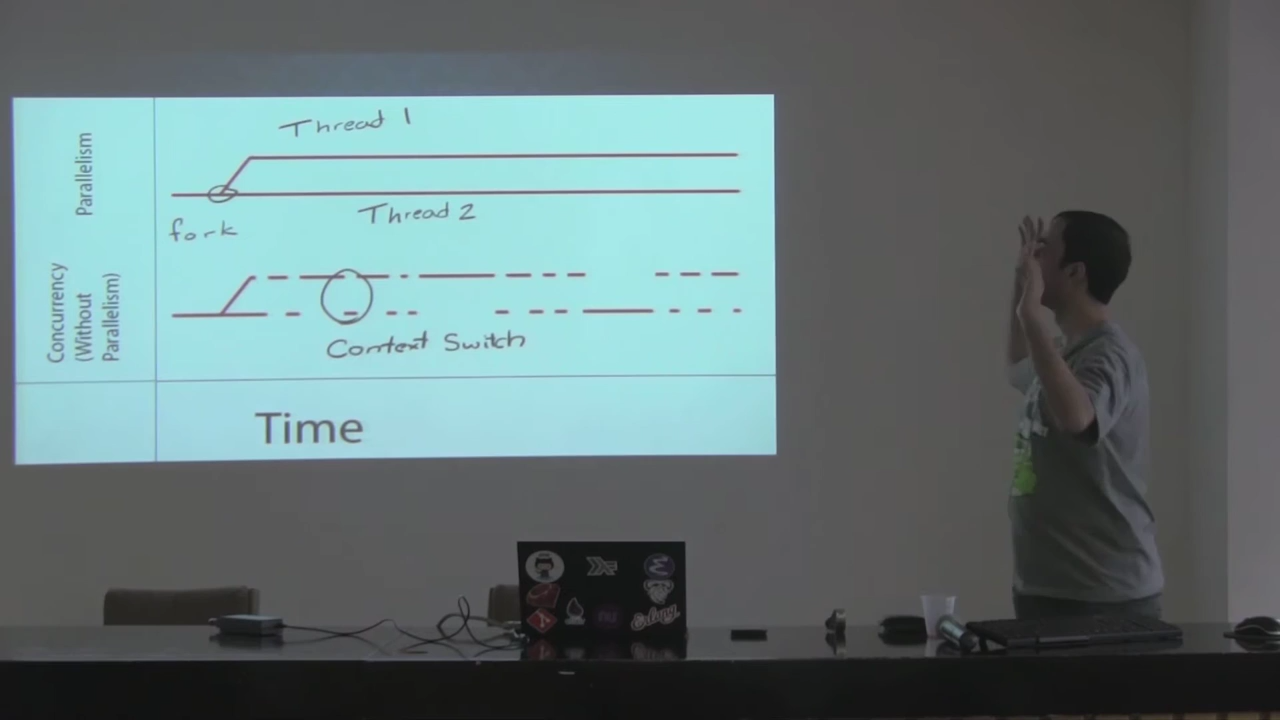 Parallelism
Thread 1
Thread 2
fork
Concurrency
(Without
Parallelism)
Context Switch
Time